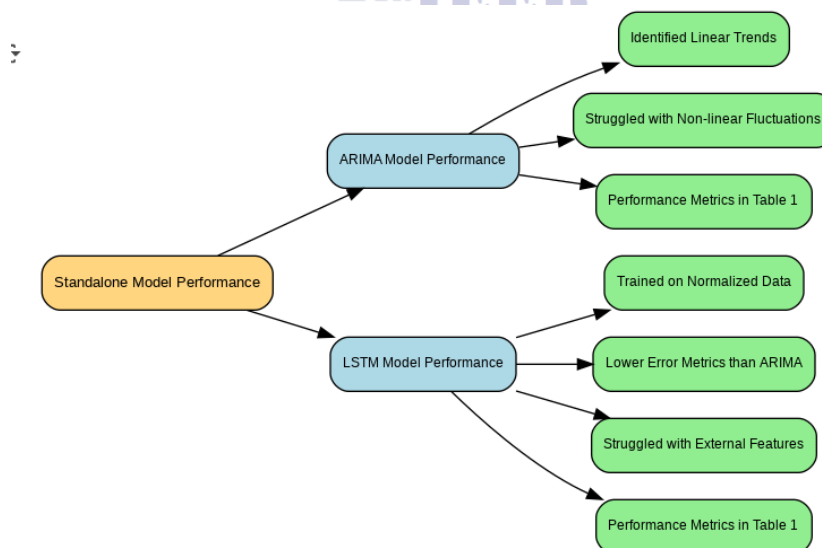 Identified Linear Trends
Struggled with Non-linear Fluctuations
ARIMA Model Performance
Performance Metrics in Table 1
Standalone Model Performance
Trained on Normalized Data
LSTM Model Performance
Lower Error Metrics than ARIMA
Struggled with External Features
Performance Metrics in Table 1